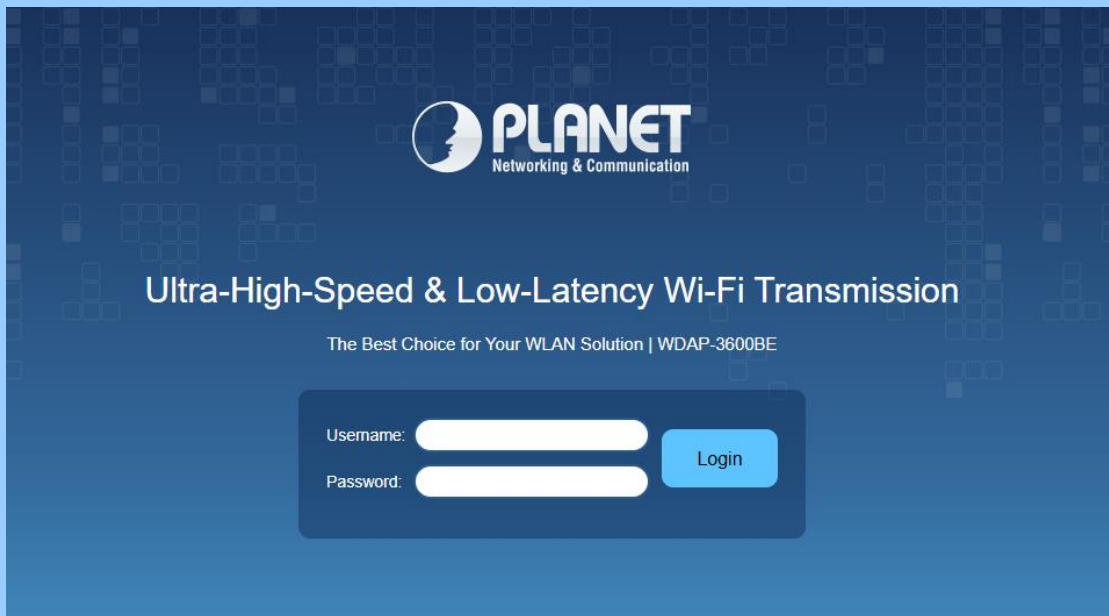 PLANET
Networking & Communication
Ultra-High-Speed & Low-Latency Wi-Fi Transmission
The Best Choice for Your WLAN Solution | WDAP-3600BE
Username:
Login
Password: